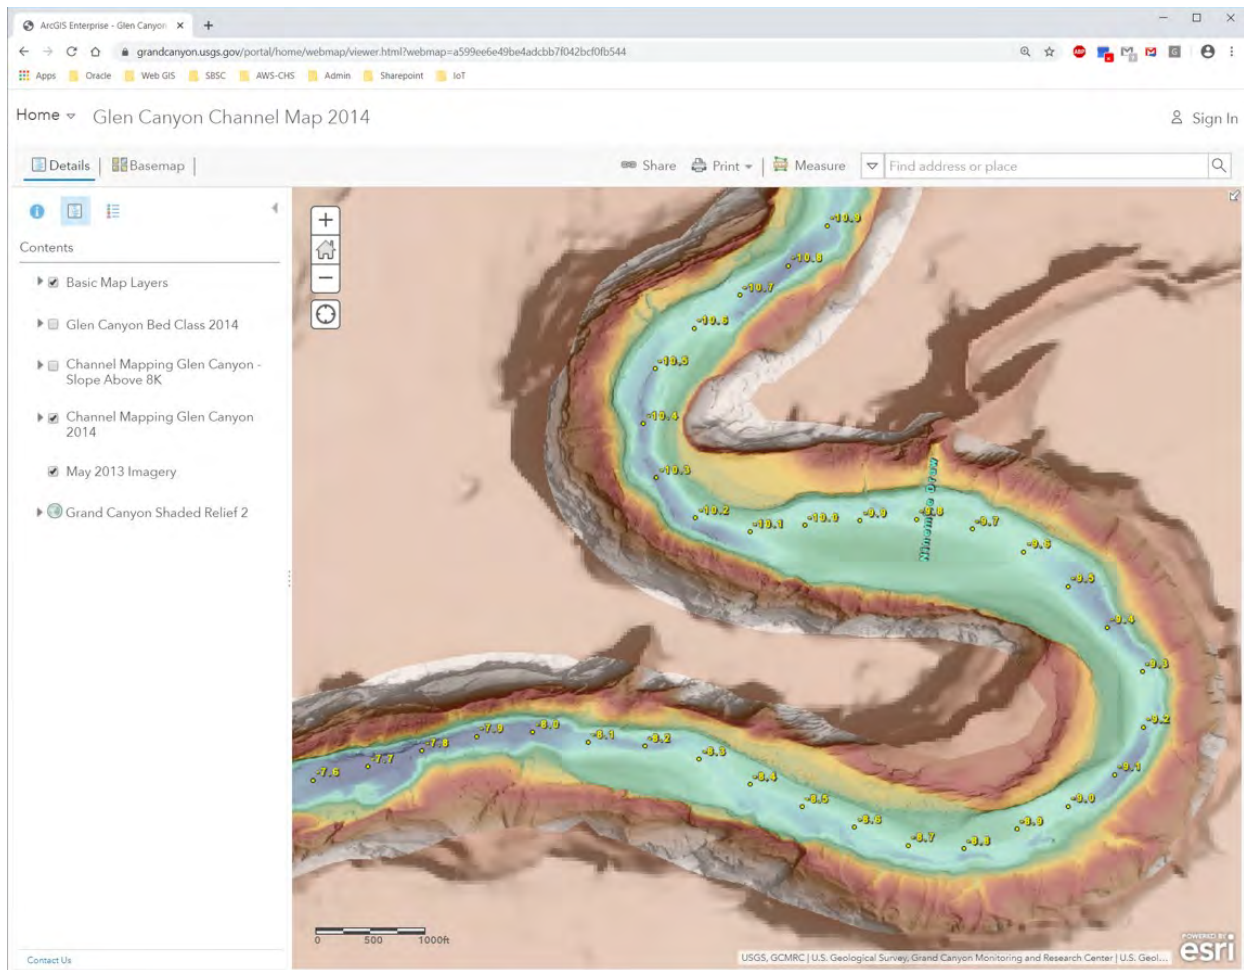 ArcGIS Enterprise - Glen Canyon
grandcanyon.usgs.gov/portal/home/webmap/viewer.html?webmap=a599ee6e49be4adcbb7f042bcf0fb544
Apps Oracle Web GIS SBSC AWS-CHS Admin Sharepoint IoT
Home Glen Canyon Channel Map 2014
Sign In
Details Basemap
Share Print Measure Find address or place
Contents
Basic Map Layers
Glen Canyon Bed Class 2014
Channel Mapping Glen Canyon -
Slope Above 8K
Channel Mapping Glen Canyon
2014
May 2013 Imagery
Grand Canyon Shaded Relief 2
Contact Us
-10.9
-10.8
-10.7
-10.6
-10.5
-10.4
-10.3
-10.2
-10.1
-10.0
-9.9
-9.8
-9.7
-9.6
-9.5
-9.4
-9.3
-9.2
-9.1
-9.0
-8.9
-8.8
-8.7
-8.6
-8.5
-8.4
-8.3
-8.2
-8.1
-8.0
-7.9
-7.8
-7.7
-7.6
Draw
0 500 1000ft
USGS, GCMRC | U.S. Geological Survey, Grand Canyon Monitoring and Research Center | U.S. Geol...
POWERED BY
esri